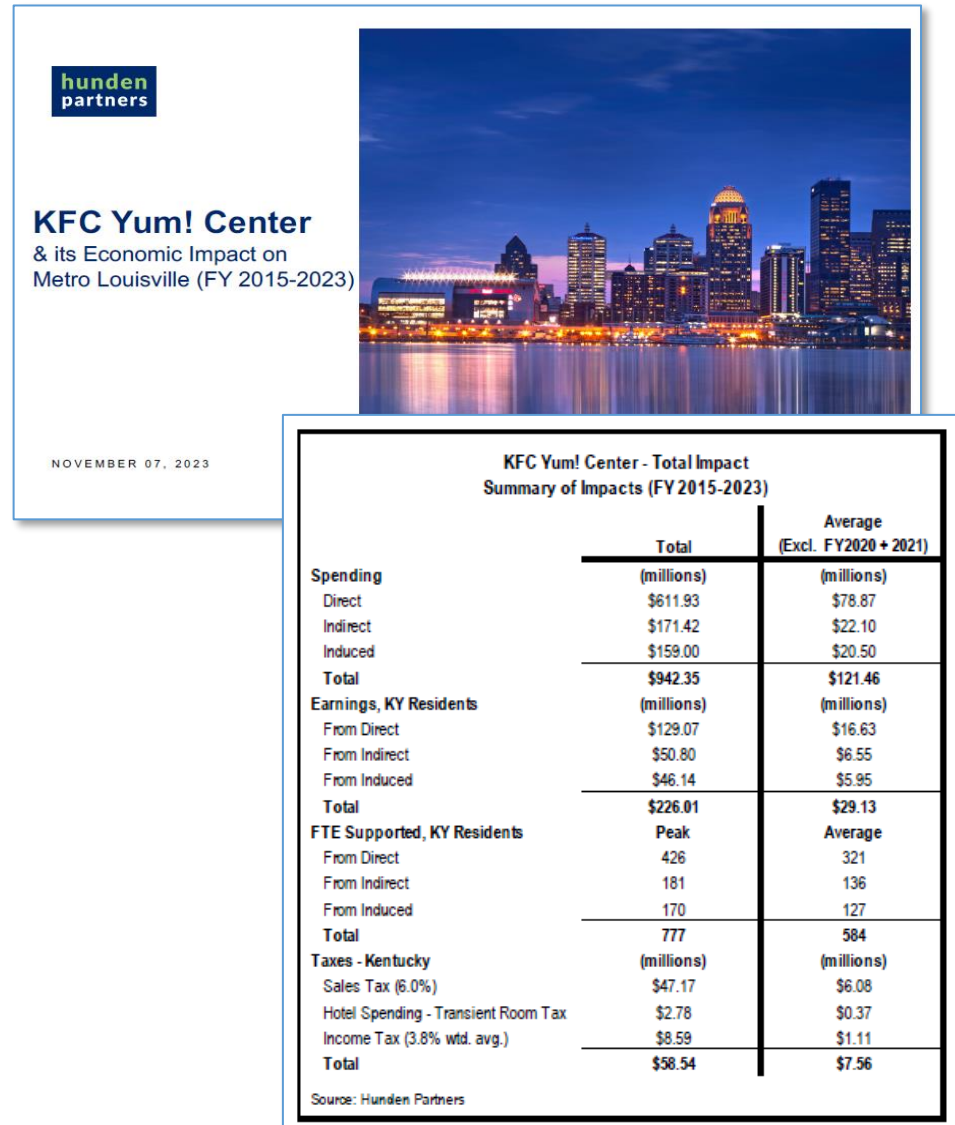 hunden
partners
KFC Yum! Center
& its Economic Impact on
Metro Louisville (FY 2015-2023)
NOVEMBER 07, 2023
KFC Yum! Center - Total Impact
Summary of Impacts (FY 2015-2023)
Average
Total (Excl. FY2020 + 2021)
Spending (millions) (millions)
Direct $611.93 $78.87
Indirect $171.42 $22.10
Induced $159.00 $20.50
Total $942.35 $121.46
Earnings, KY Residents (millions) (millions)
From Direct $129.07 $16.63
From Indirect $50.80 $6.55
From Induced $46.14 $5.95
Total $226.01 $29.13
FTE Supported, KY Residents Peak Average
From Direct 426 321
From Indirect 181 136
From Induced 170 127
Total 777 584
Taxes - Kentucky (millions) (millions)
Sales Tax (6.0%) $47.17 $6.08
Hotel Spending - Transient Room Tax $2.78 $0.37
Income Tax (3.8% wtd. avg.) $8.59 $1.11
Total $58.54 $7.56
Source: Hunden Partners